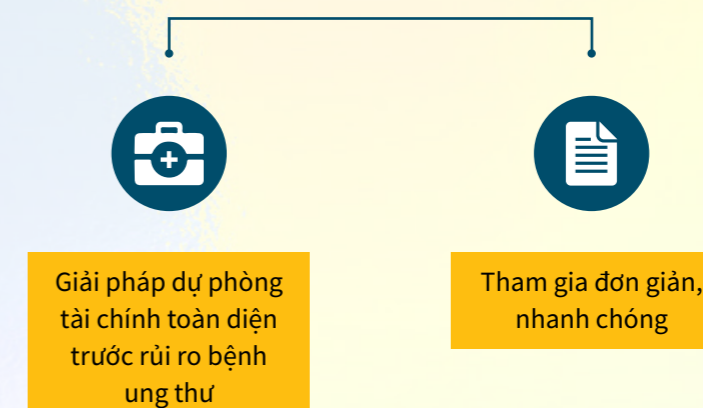 Giải pháp dự phòng
tài chính toàn diện
trước rủi ro bệnh
ung thư
Tham gia đơn giản,
nhanh chóng